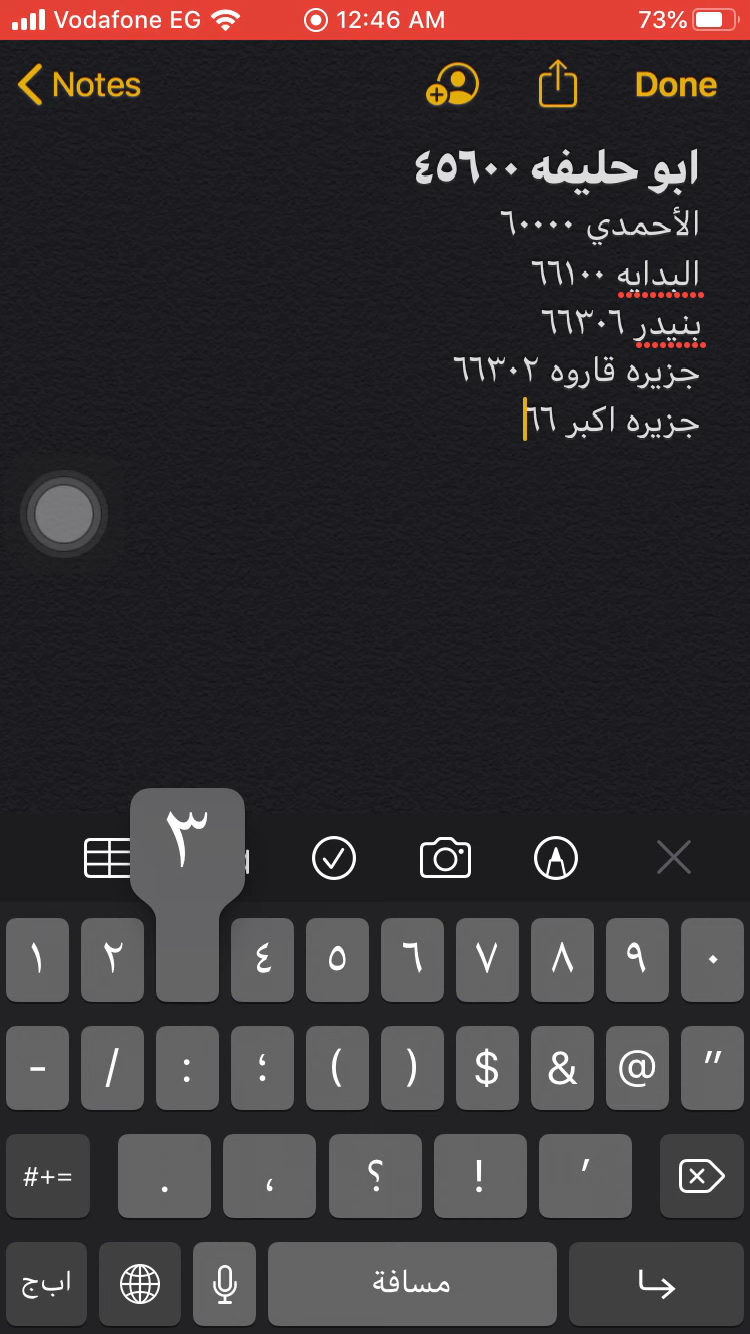 Vodafone EG 12:46 AM 73%
Notes Done
ابو حليفه ٤٥٦٠٠
الأحمدي ٦٠٠٠٠
البدايه ٦٦١٠٠
بنيدر ٦٦٣٠٦
جزيره قاروه ٦٦٣٠٢
جزيره اكبر ٦٦
٣
١ ٢ ٤ ٥ ٦ ٧ ٨ ٩ ٠
- / : ؛ ( ) $ & @ "
#+= . ، ؟ ! '
اب‌ج مسافة